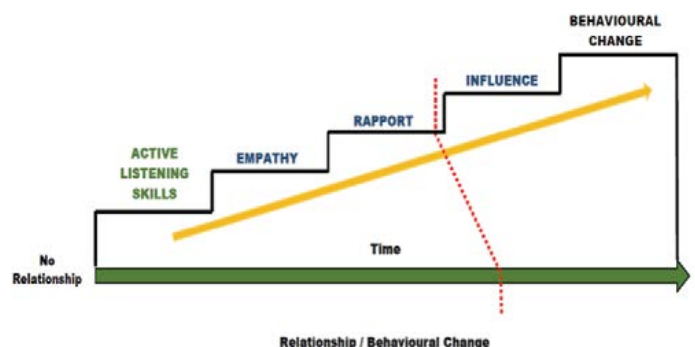 BEHAVIOURAL
CHANGE
INFLUENCE
RAPPORT
EMPATHY
ACTIVE
LISTENING
SKILLS
Time
No
Relationship
Relationship / Behavioural Change